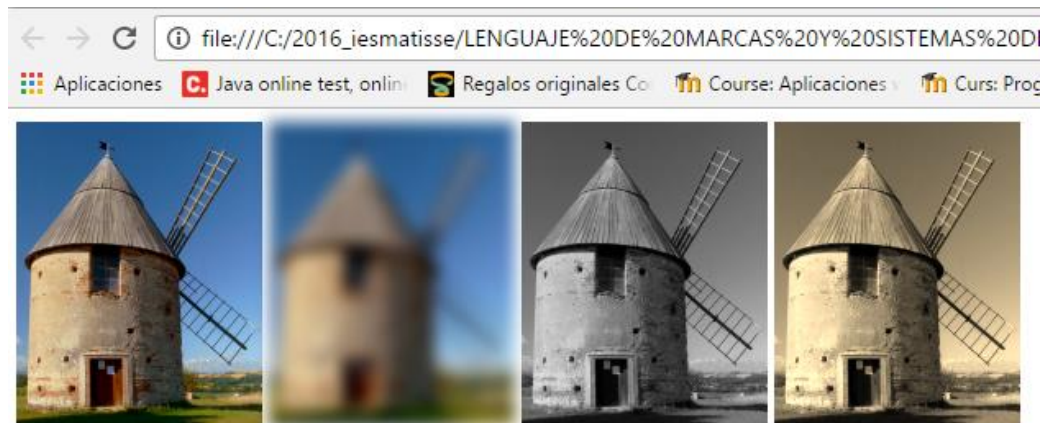 file:///C:/2016_iesmatisse/LENGUAJE%20DE%20MARCAS%20Y%20SISTEMAS%20DE
Aplicaciones C. Java online test, onlin Regalos originales Co Course: Aplicaciones Curs: Prog